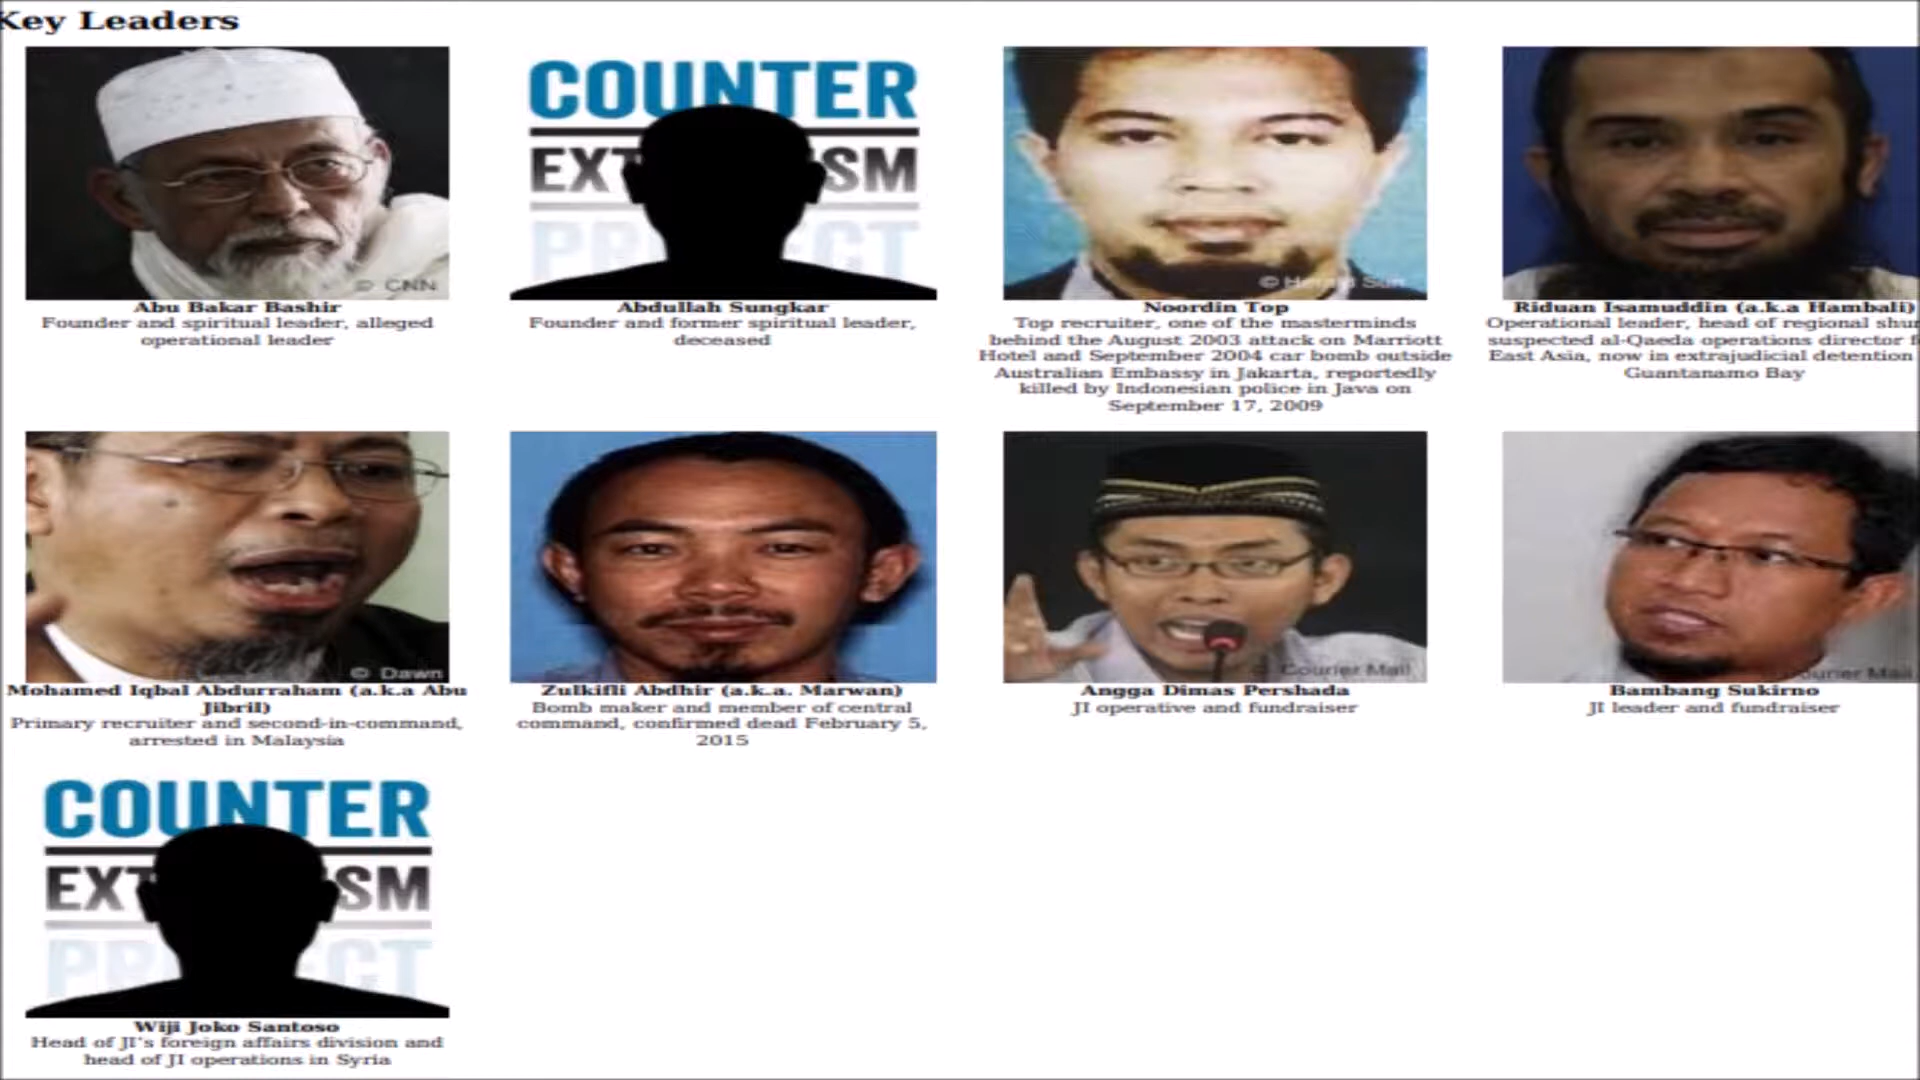 Key Leaders
COUNTER
EXT SM
© CNN
© Herald Sun
Abu Bakar Bashir
Founder and spiritual leader, alleged
operational leader
Abdullah Sungkar
Founder and former spiritual leader,
deceased
Noordin Top
Top recruiter, one of the masterminds
behind the August 2003 attack on Marriott
Hotel and September 2004 car bomb outside
Australian Embassy in Jakarta, reportedly
killed by Indonesian police in Java on
September 17, 2009
Riduan Isamuddin (a.k.a Hambali)
Operational leader, head of regional shur
suspected al-Qaeda operations director f
East Asia, now in extrajudicial detention
Guantanamo Bay
© Dawn
© Courier Mail
Courier Mail
Mohamed Iqbal Abdurraham (a.k.a Abu
Jibril)
Primary recruiter and second-in-command,
arrested in Malaysia
Zulkifli Abdhir (a.k.a. Marwan)
Bomb maker and member of central
command, confirmed dead February 5,
2015
Angga Dimas Pershada
JI operative and fundraiser
Bambang Sukirno
JI leader and fundraiser
COUNTER
EXT SM
Wiji Joko Santoso
Head of JI's foreign affairs division and
head of JI operations in Syria